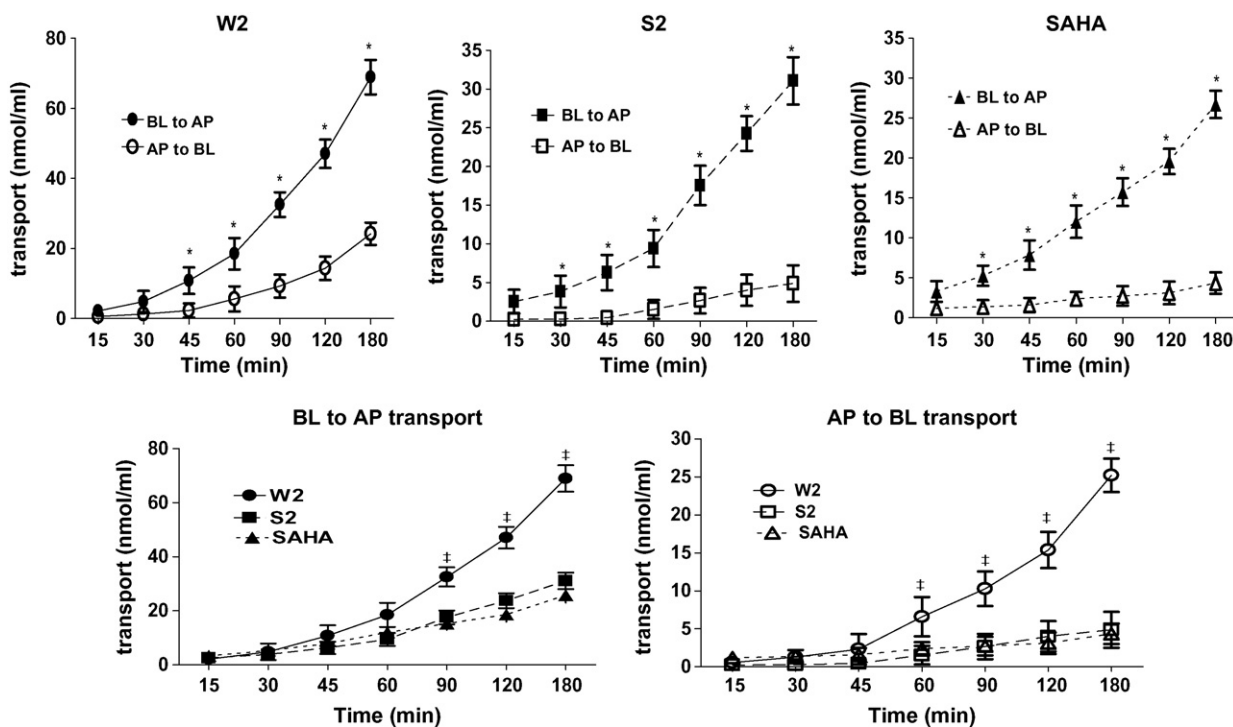 W2
transport (nmol/ml)
80
60
40
20
0
BL to AP
AP to BL
*
*
*
*
*
15 30 45 60 90 120 180
Time (min)
S2
transport (nmol/ml)
35
30
25
20
15
10
5
0
BL to AP
AP to BL
*
*
*
*
*
*
15 30 45 60 90 120 180
Time (min)
SAHA
transport (nmol/ml)
35
30
25
20
15
10
5
0
BL to AP
AP to BL
*
*
*
*
*
*
15 30 45 60 90 120 180
Time (min)
BL to AP transport
transport (nmol/ml)
80
60
40
20
0
W2
S2
SAHA
‡
‡
‡
15 30 45 60 90 120 180
Time (min)
AP to BL transport
transport (nmol/ml)
30
25
20
15
10
5
0
W2
S2
SAHA
‡
‡
‡
‡
15 30 45 60 90 120 180
Time (min)